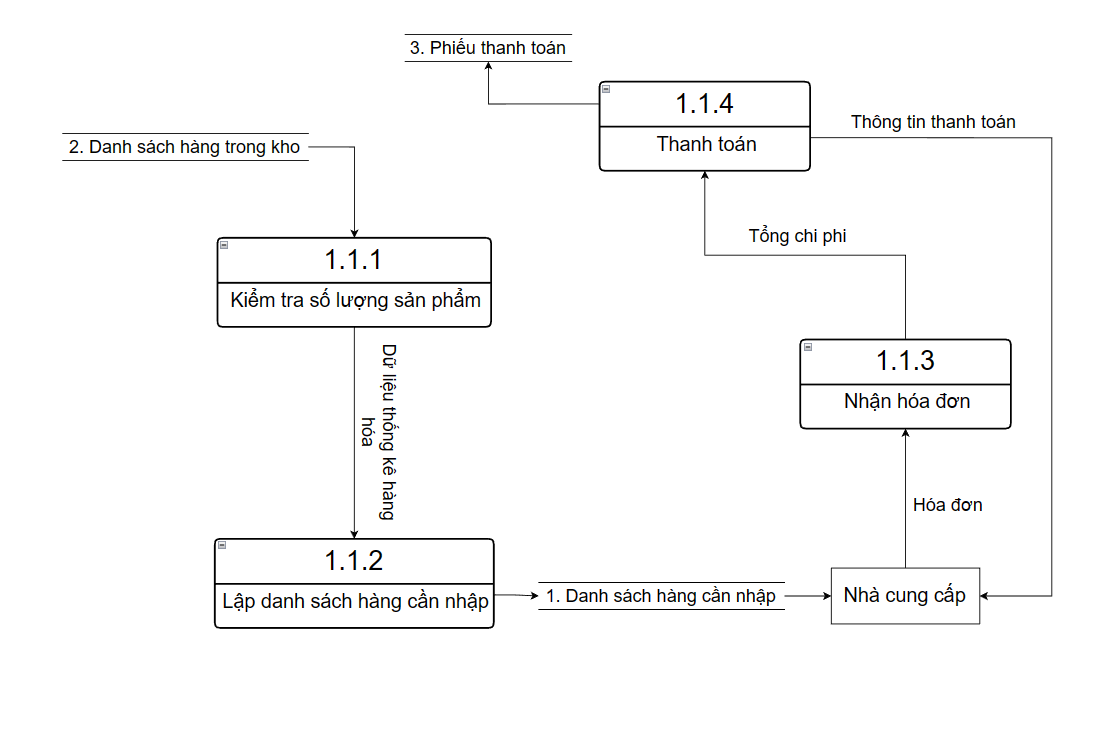 3. Phiếu thanh toán
1.1.4
Thanh toán
Thông tin thanh toán
2. Danh sách hàng trong kho
Tổng chi phi
1.1.1
Kiểm tra số lượng sản phẩm
1.1.3
Nhận hóa đơn
Dữ liệu thống kê hàng
hóa
Hóa đơn
1.1.2
Lập danh sách hàng cần nhập
1. Danh sách hàng cần nhập
Nhà cung cấp